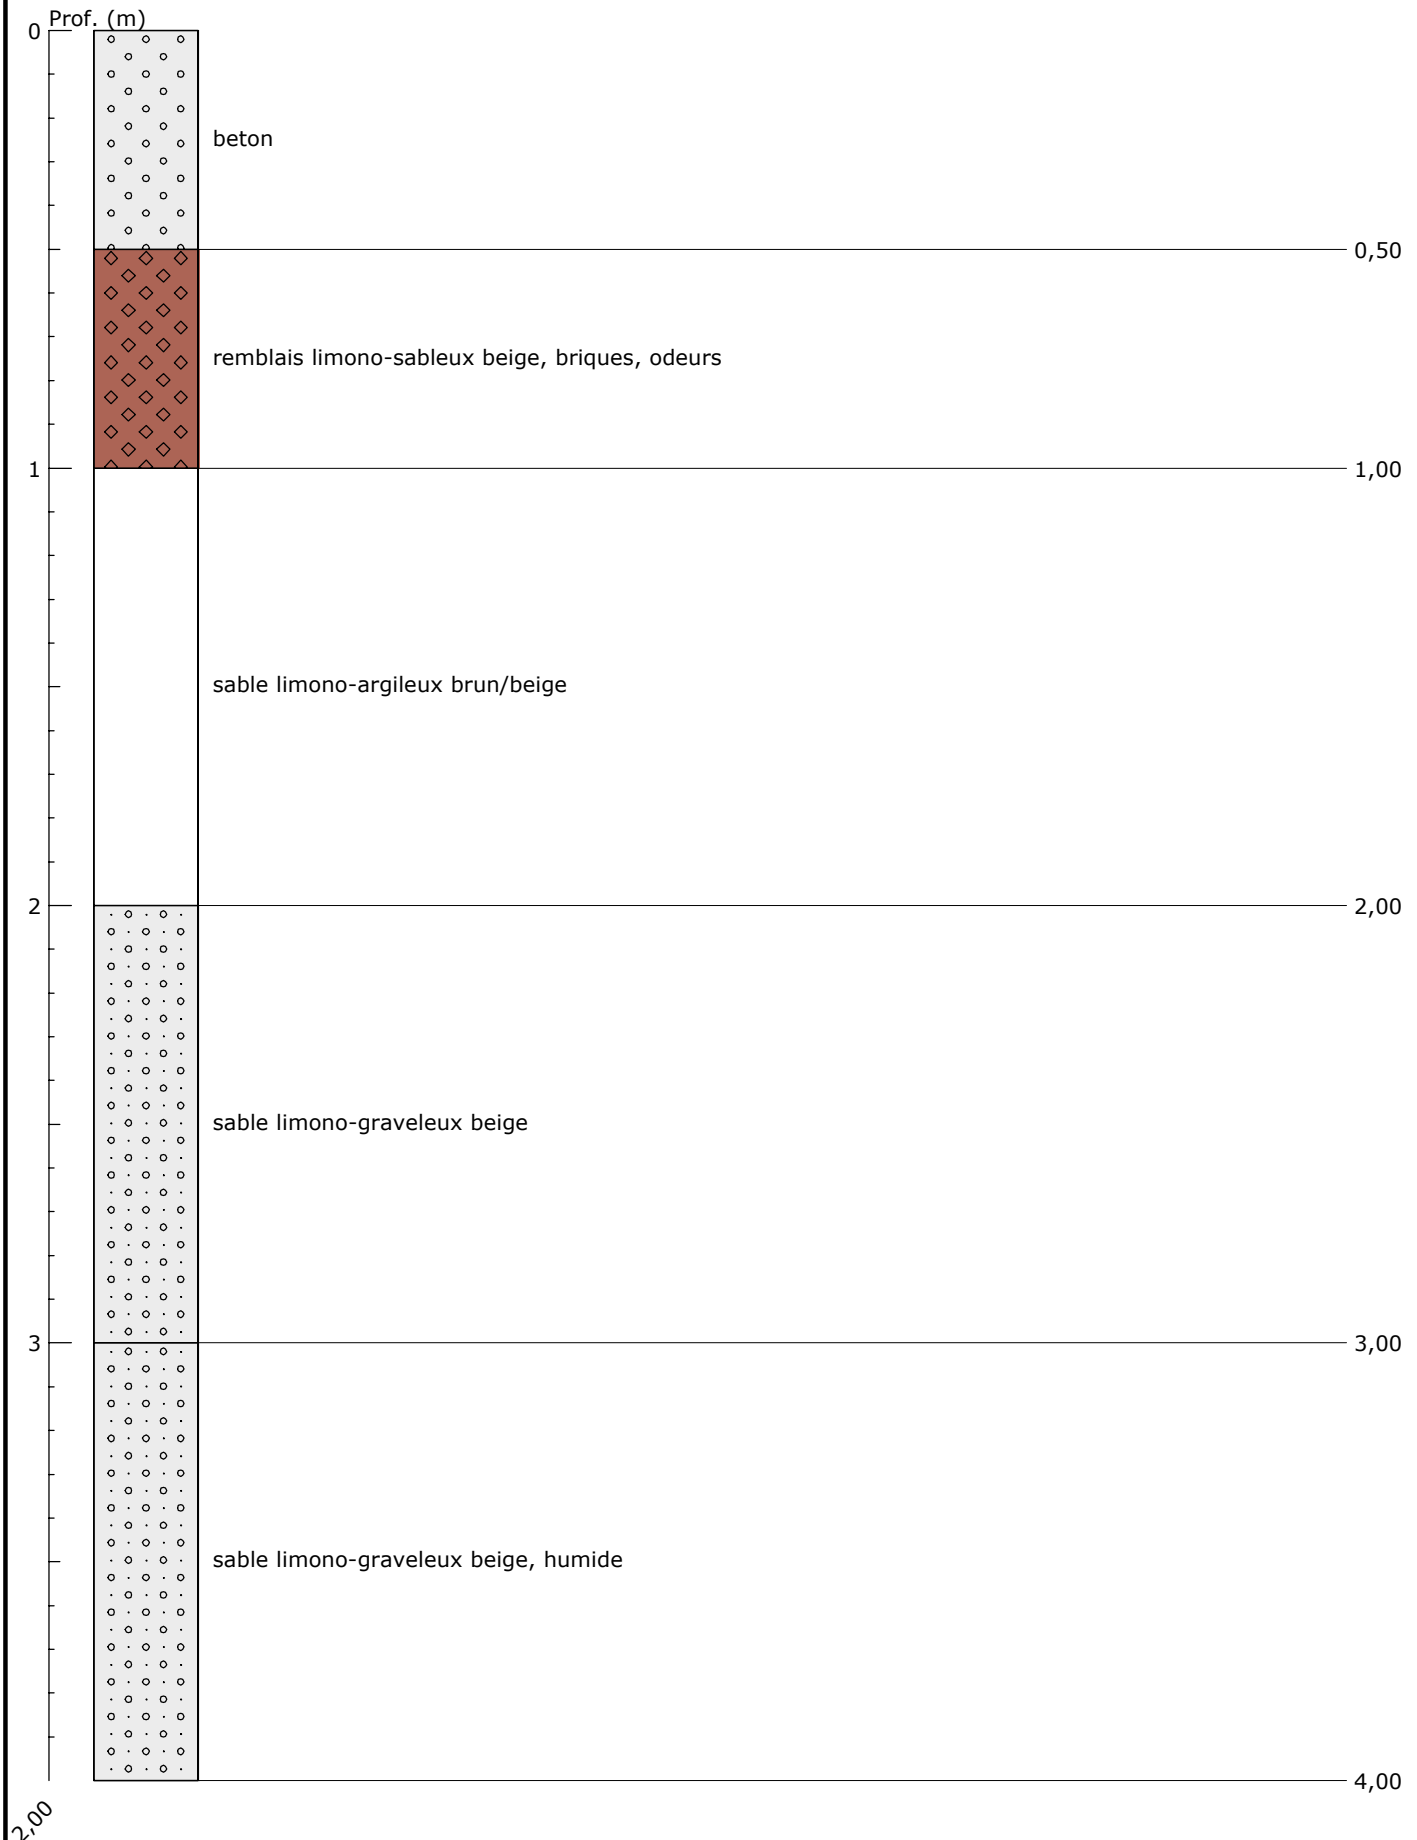 Prof. (m)
0
beton
0,50
remblais limono-sableux beige, briques, odeurs
1
1,00
sable limono-argileux brun/beige
2
2,00
sable limono-graveleux beige
3
3,00
sable limono-graveleux beige, humide
4,00
2,00